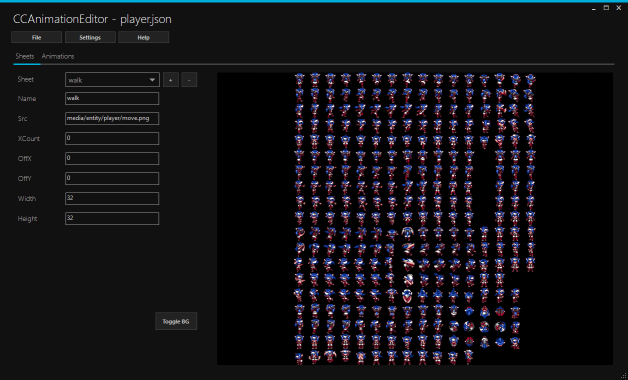 CCAnimationEditor - player.json
File Settings Help
Sheets Animations
Sheet walk + -
Name walk
Src media/entity/player/move.png
XCount 0
OffX 0
OffY 0
Width 32
Height 32
Toggle BG